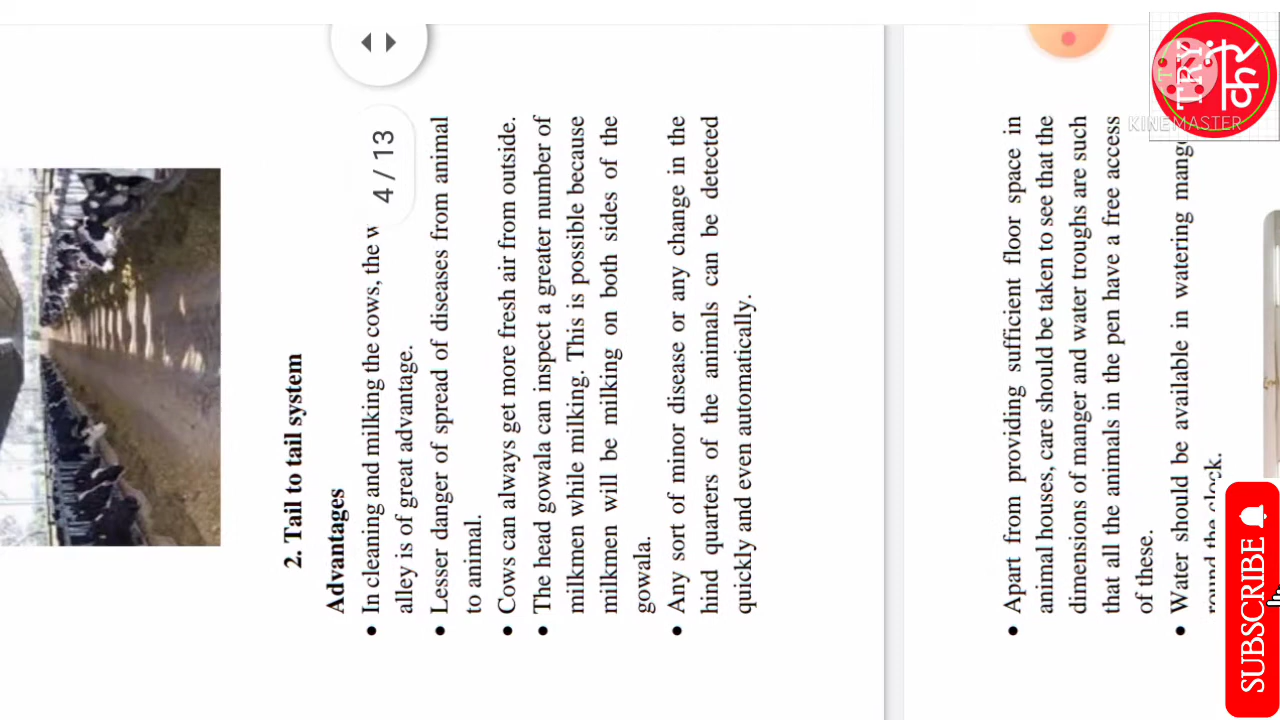 2. Tail to tail system
Advantages
• In cleaning and milking the cows, the
alley is of great advantage.
• Lesser danger of spread of diseases from animal
to animal.
• Cows can always get more fresh air from outside.
• The head gowala can inspect a greater number of
milkmen while milking. This is possible because
milkmen will be milking on both sides of the
gowala.
• Any sort of minor disease or any change in the
hind quarters of the animals can be detected
quickly and even automatically.
4 / 13
• Apart from providing sufficient floor space in
animal houses, care should be taken to see that the
dimensions of manger and water troughs are such
that all the animals in the pen have a free access
of these.
• Water should be available in watering
round the clock.
TRY
करे
KINEMASTER
SUBSCRIBE